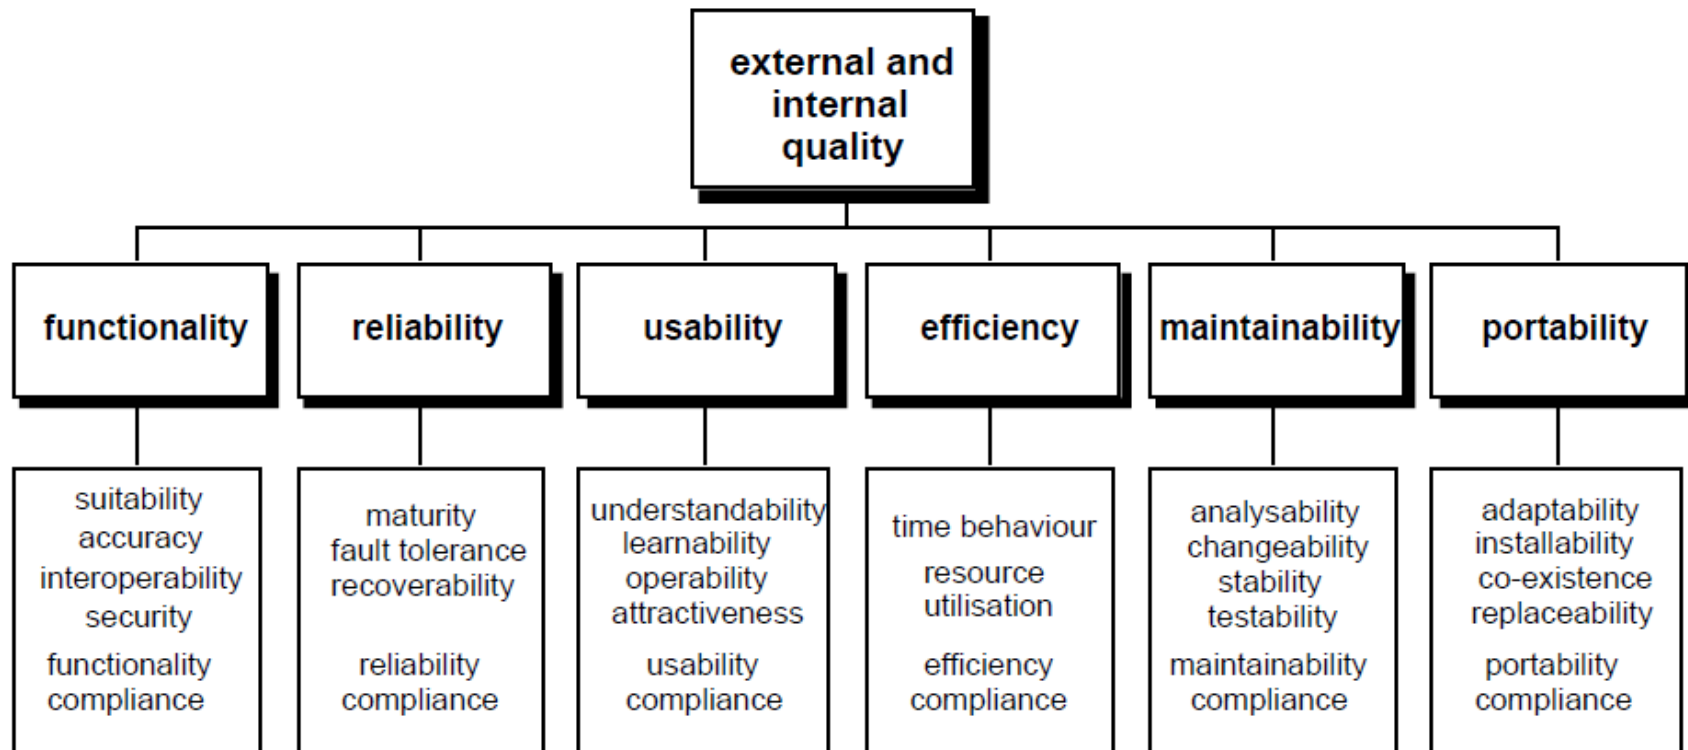 external and
internal
quality
functionality
reliability
usability
efficiency
maintainability
portability
suitability
accuracy
interoperability
security
functionality
compliance
maturity
fault tolerance
recoverability
reliability
compliance
understandability
learnability
operability
attractiveness
usability
compliance
time behaviour
resource
utilisation
efficiency
compliance
analysability
changeability
stability
testability
maintainability
compliance
adaptability
installability
co-existence
replaceability
portability
compliance